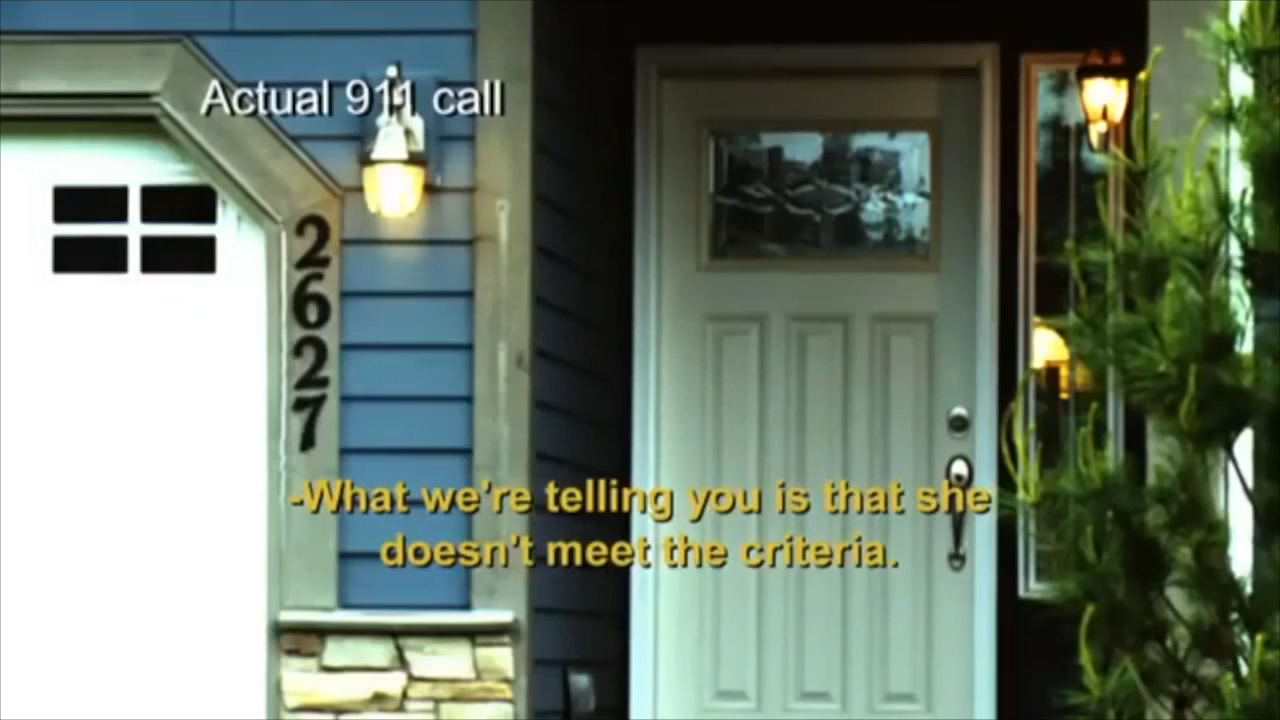 Actual 911 call
2627
-What we're telling you is that she
doesn't meet the criteria.